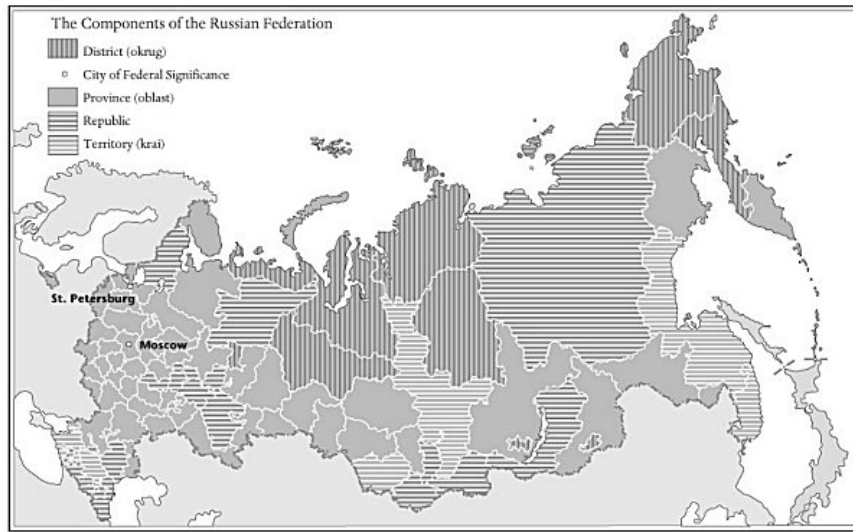 The Components of the Russian Federation
District (okrug)
City of Federal Significance
Province (oblast)
Republic
Territory (krai)
St. Petersburg
Moscow